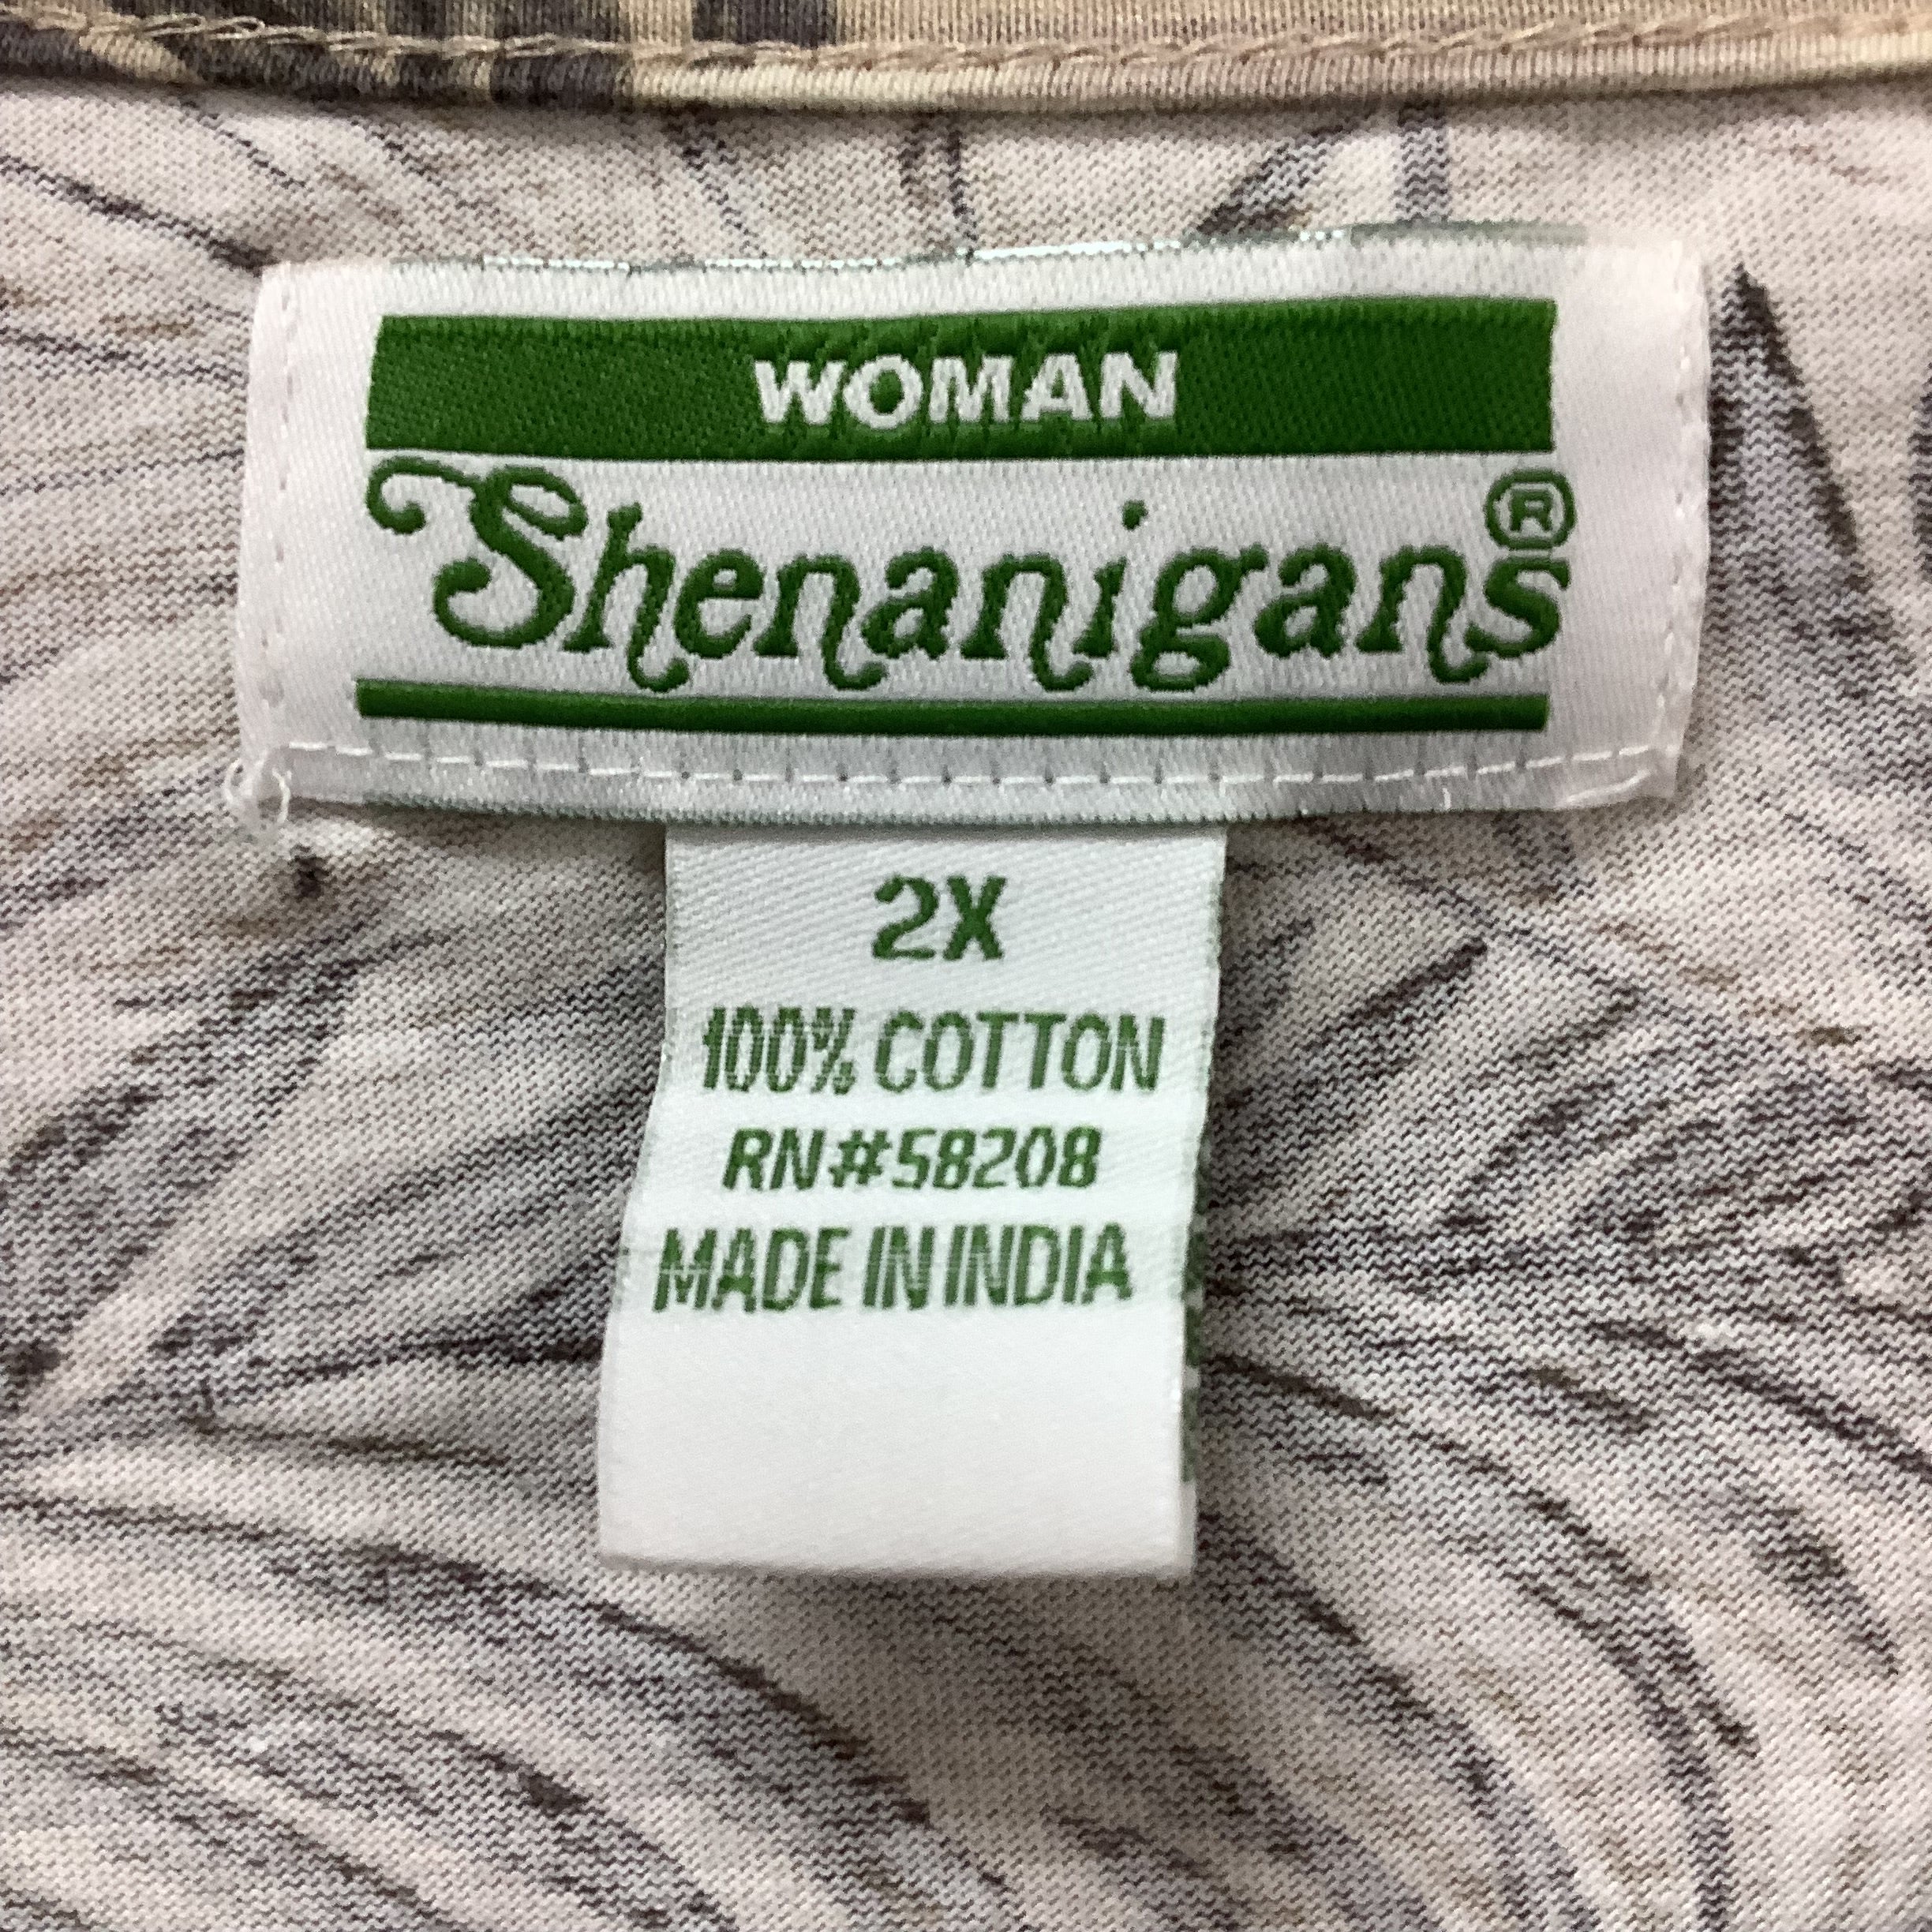 WOMAN
Shenanigans®
2X
100% COTTON
RN#58208
MADE IN INDIA